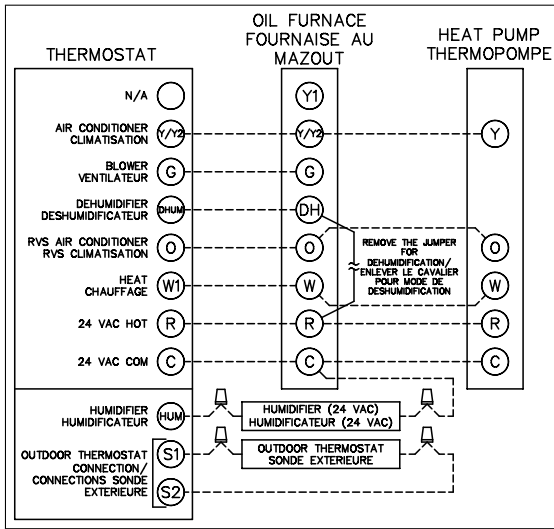 THERMOSTAT
OIL FURNACE
FOURNAISE AU
MAZOUT
HEAT PUMP
THERMOPOMPE
N/A
Y1
AIR CONDITIONER
CLIMATISATION
Y/Y2
Y/Y2
Y
BLOWER
VENTILATEUR
G
G
DEHUMIDIFIER
DESHUMIDIFICATEUR
DHUM
DH
RVS AIR CONDITIONER
RVS CLIMATISATION
O
O
O
REMOVE THE JUMPER
FOR
DEHUMIDIFICATION/
ENLEVER LE CAVALIER
POUR MODE DE
DESHUMIDIFICATION
HEAT
CHAUFFAGE
W1
W
W
24 VAC HOT
R
R
R
24 VAC COM
C
C
C
HUMIDIFIER
HUMIDIFICATEUR
HUM
HUMIDIFIER (24 VAC)
HUMIDIFICATEUR (24 VAC)
OUTDOOR THERMOSTAT
CONNECTION/
CONNECTIONS SONDE
EXTERIEURE
S1
S2
OUTDOOR THERMOSTAT
SONDE EXTERIEURE